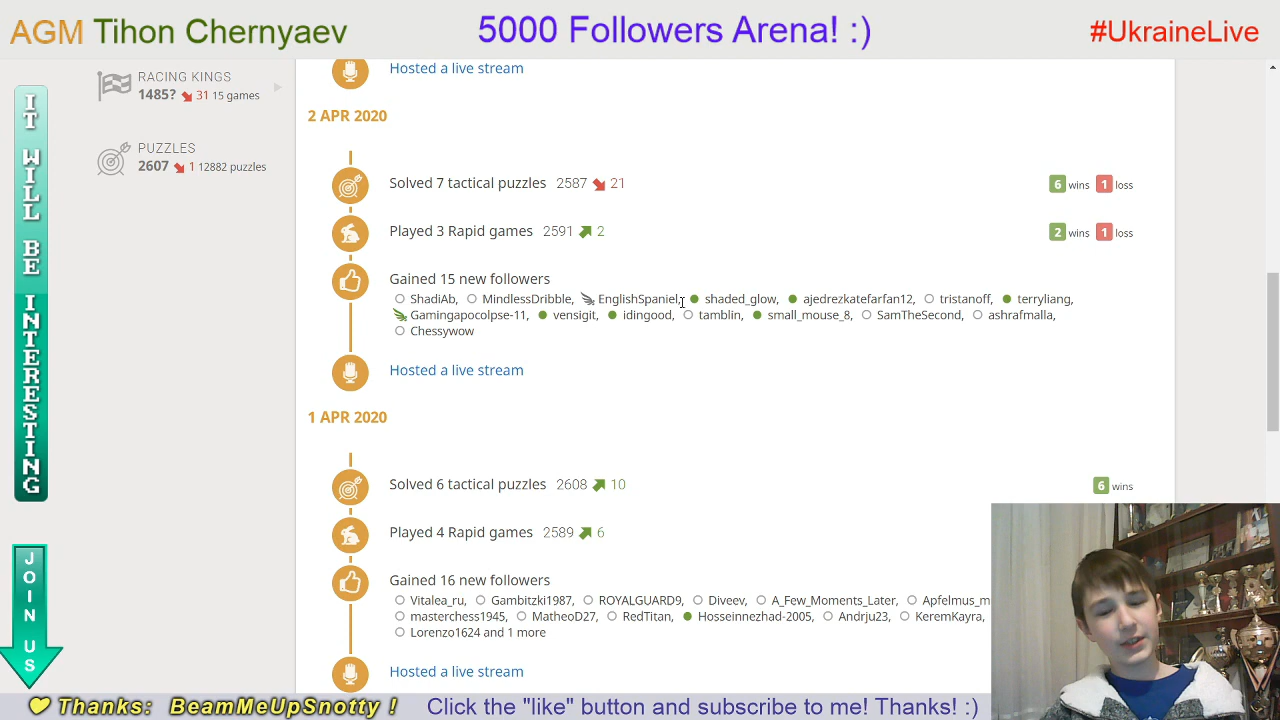 AGM Tihon Chernyaev
5000 Followers Arena! :)
#UkraineLive
IT WILL BE INTERESTING
JOIN US
RACING KINGS
1485? 31 15 games
PUZZLES
2607 1 12882 puzzles
Hosted a live stream
2 APR 2020
Solved 7 tactical puzzles 2587 21
6 wins 1 loss
Played 3 Rapid games 2591 2
2 wins 1 loss
Gained 15 new followers
ShadiAb, MindlessDribble, EnglishSpaniel, shaded_glow, ajedrezkatefarfan12, tristanoff, terryliang,
Gamingapocolpse-11, vensigit, idingood, tamblin, small_mouse_8, SamTheSecond, ashrafmalla,
Chessywow
Hosted a live stream
1 APR 2020
Solved 6 tactical puzzles 2608 10
6 wins
Played 4 Rapid games 2589 6
Gained 16 new followers
Vitalea_ru, Gambitzki1987, ROYALGUARD9, Diveev, A_Few_Moments_Later, Apfelmus_m
masterchess1945, MatheoD27, RedTitan, Hosseinnezhad-2005, Andrju23, KeremKayra,
Lorenzo1624 and 1 more
Hosted a live stream
Thanks: BeamMeUpSnotty !
Click the "like" button and subscribe to me! Thanks! :)